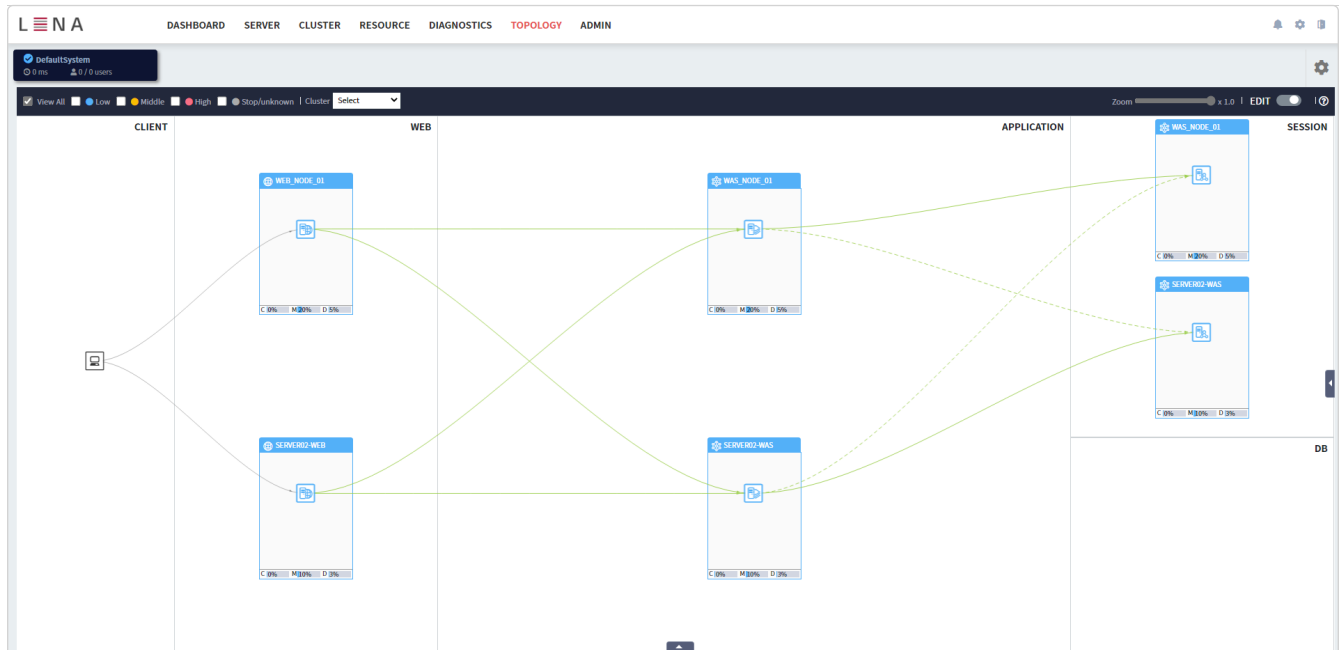 LENA
DASHBOARD SERVER CLUSTER RESOURCE DIAGNOSTICS TOPOLOGY ADMIN
DefaultSystem
0 ms 0 / 0 users
View All Low Middle High Stop/unknown | Cluster Select Zoom x 1.0 | EDIT |
CLIENT WEB APPLICATION SESSION
WAS_NODE_01
C 0% M 20% D 5%
WEB_NODE_01
C 0% M 20% D 5%
WAS_NODE_01
C 0% M 20% D 5%
SERVER02-WAS
C 0% M 10% D 3%
SERVER02-WEB
C 0% M 10% D 3%
SERVER02-WAS
C 0% M 10% D 3%
DB